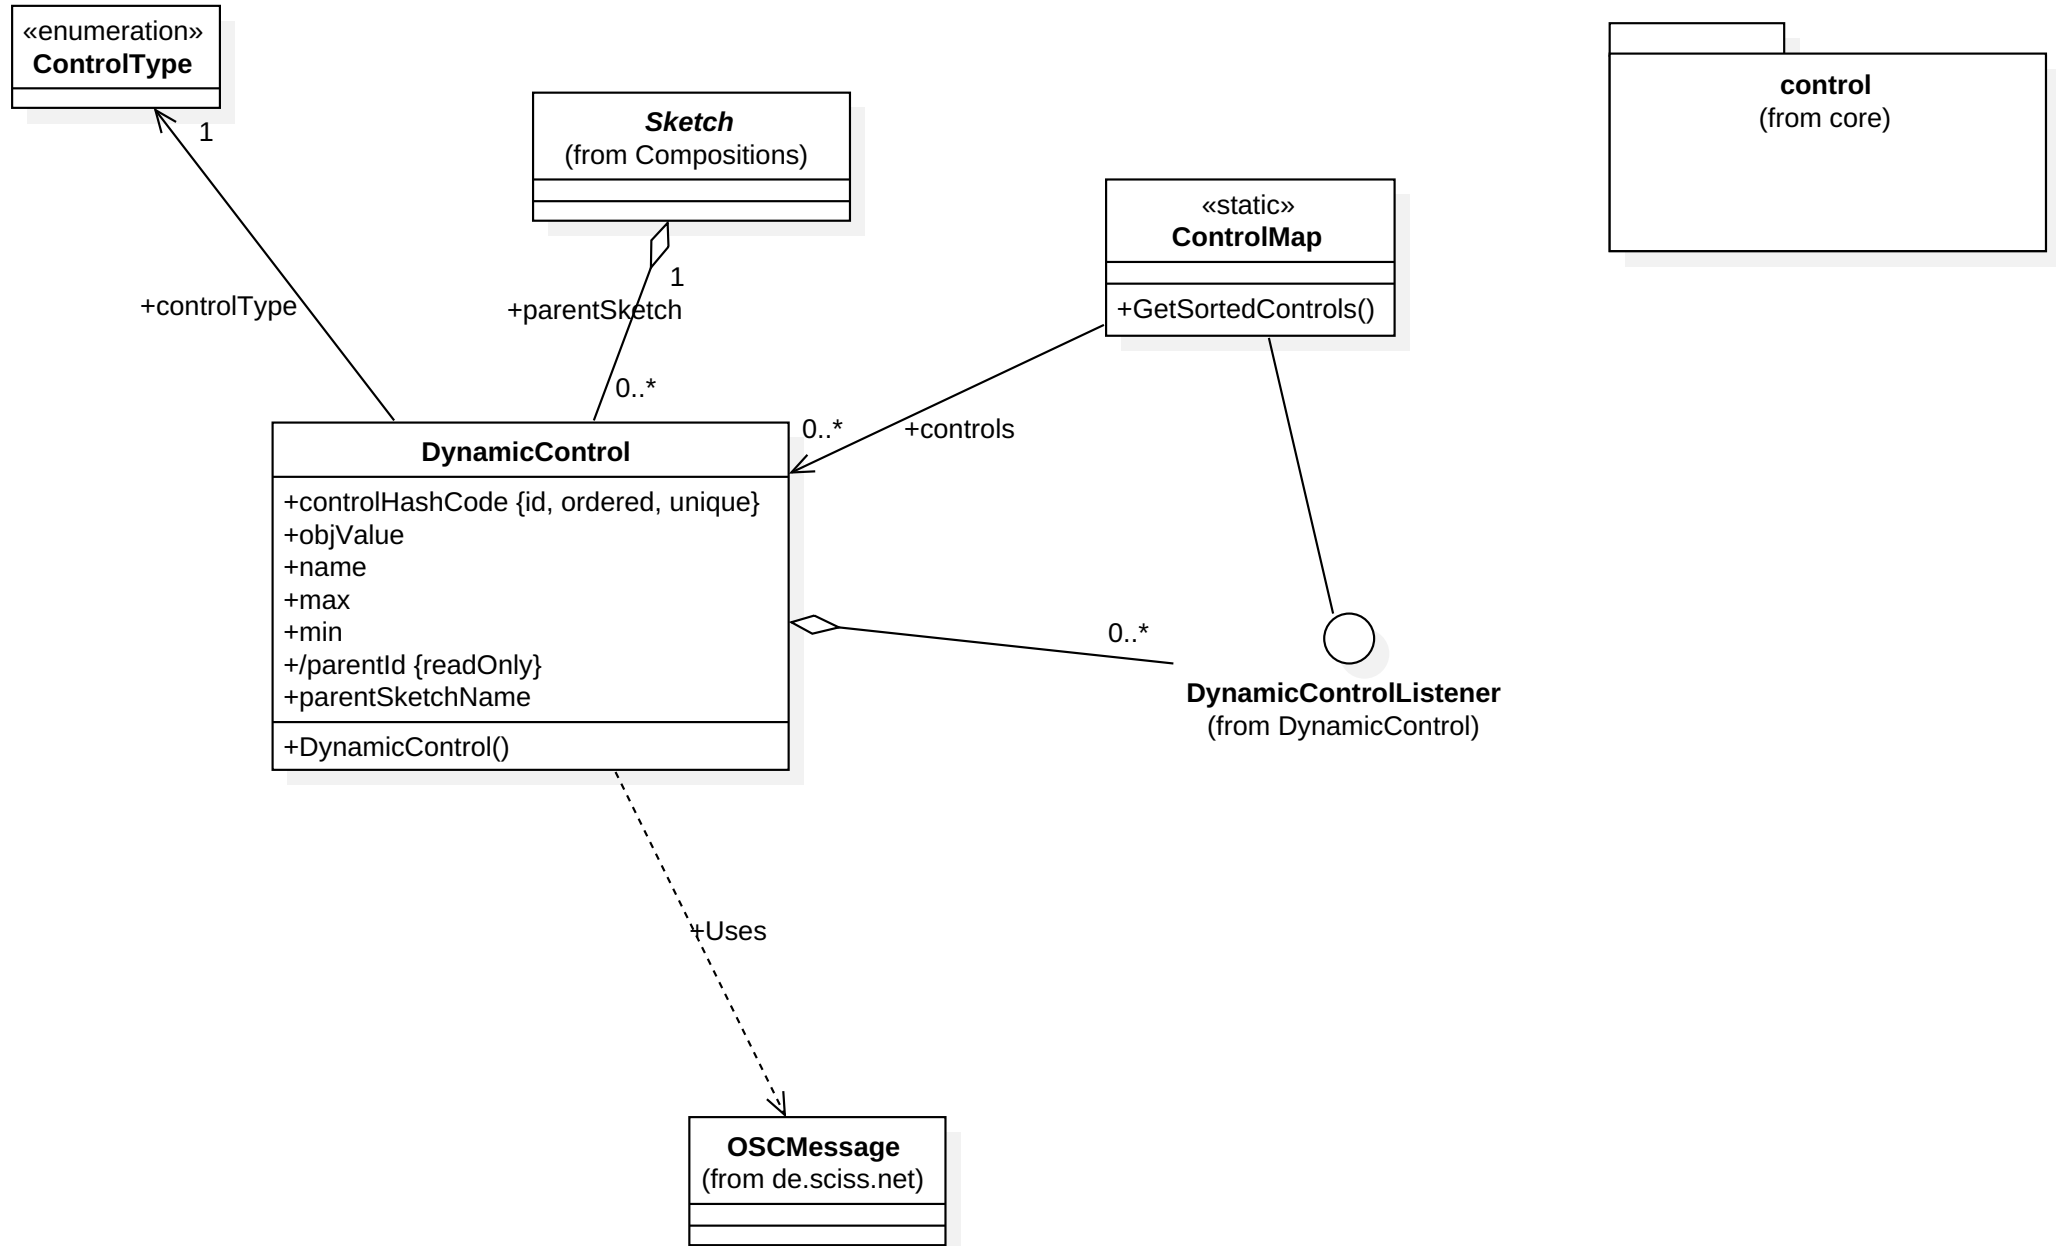 «enumeration»
ControlType
1
Sketch
(from Compositions)
1
+parentSketch
0..*
+controlType
«static»
ControlMap
+GetSortedControls()
control
(from core)
0..*
+controls
DynamicControl
+controlHashCode {id, ordered, unique}
+objValue
+name
+max
+min
+/parentId {readOnly}
+parentSketchName
+DynamicControl()
0..*
DynamicControlListener
(from DynamicControl)
+Uses
OSCMessage
(from de.sciss.net)